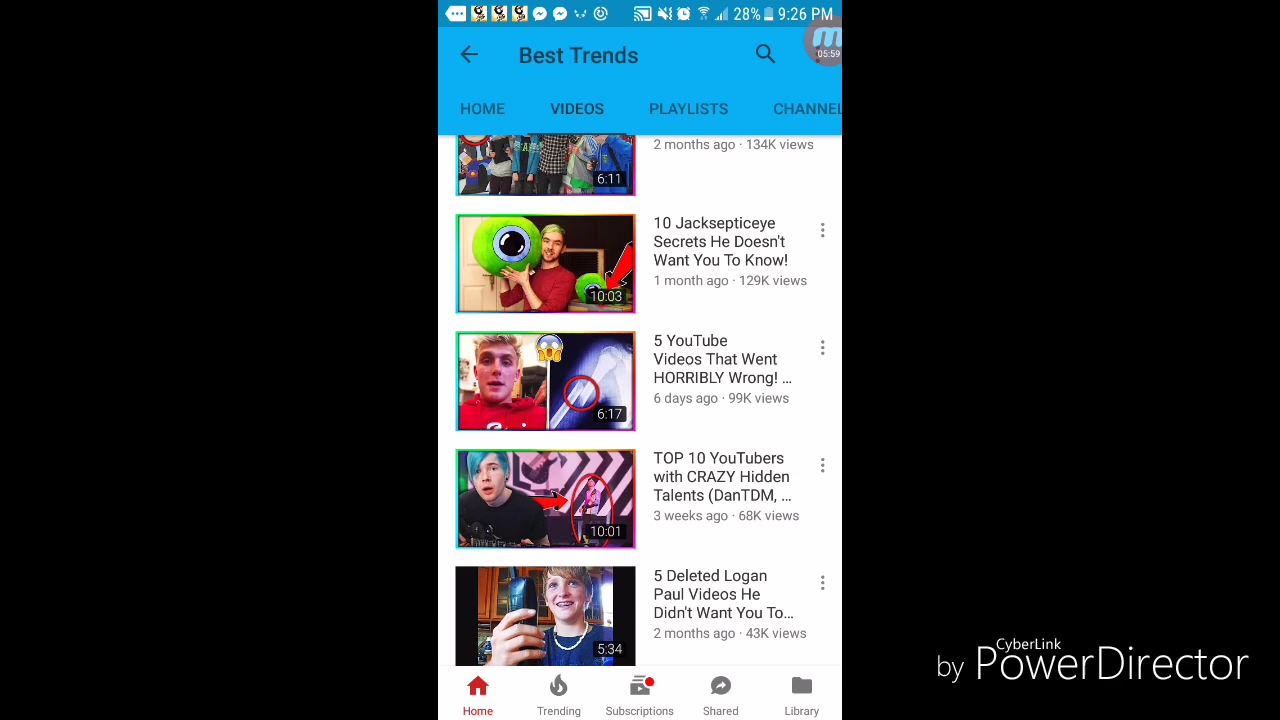 28% 9:26 PM
Best Trends
05:59
HOME VIDEOS PLAYLISTS CHANNEL
2 months ago · 134K views
6:11
10 Jacksepticeye
Secrets He Doesn't
Want You To Know!
1 month ago · 129K views
10:03
5 YouTube
Videos That Went
HORRIBLY Wrong! ...
6 days ago · 99K views
6:17
TOP 10 YouTubers
with CRAZY Hidden
Talents (DanTDM, ...
3 weeks ago · 68K views
10:01
5 Deleted Logan
Paul Videos He
Didn't Want You To...
2 months ago · 43K views
5:34
Home Trending Subscriptions Shared Library
CyberLink
by PowerDirector